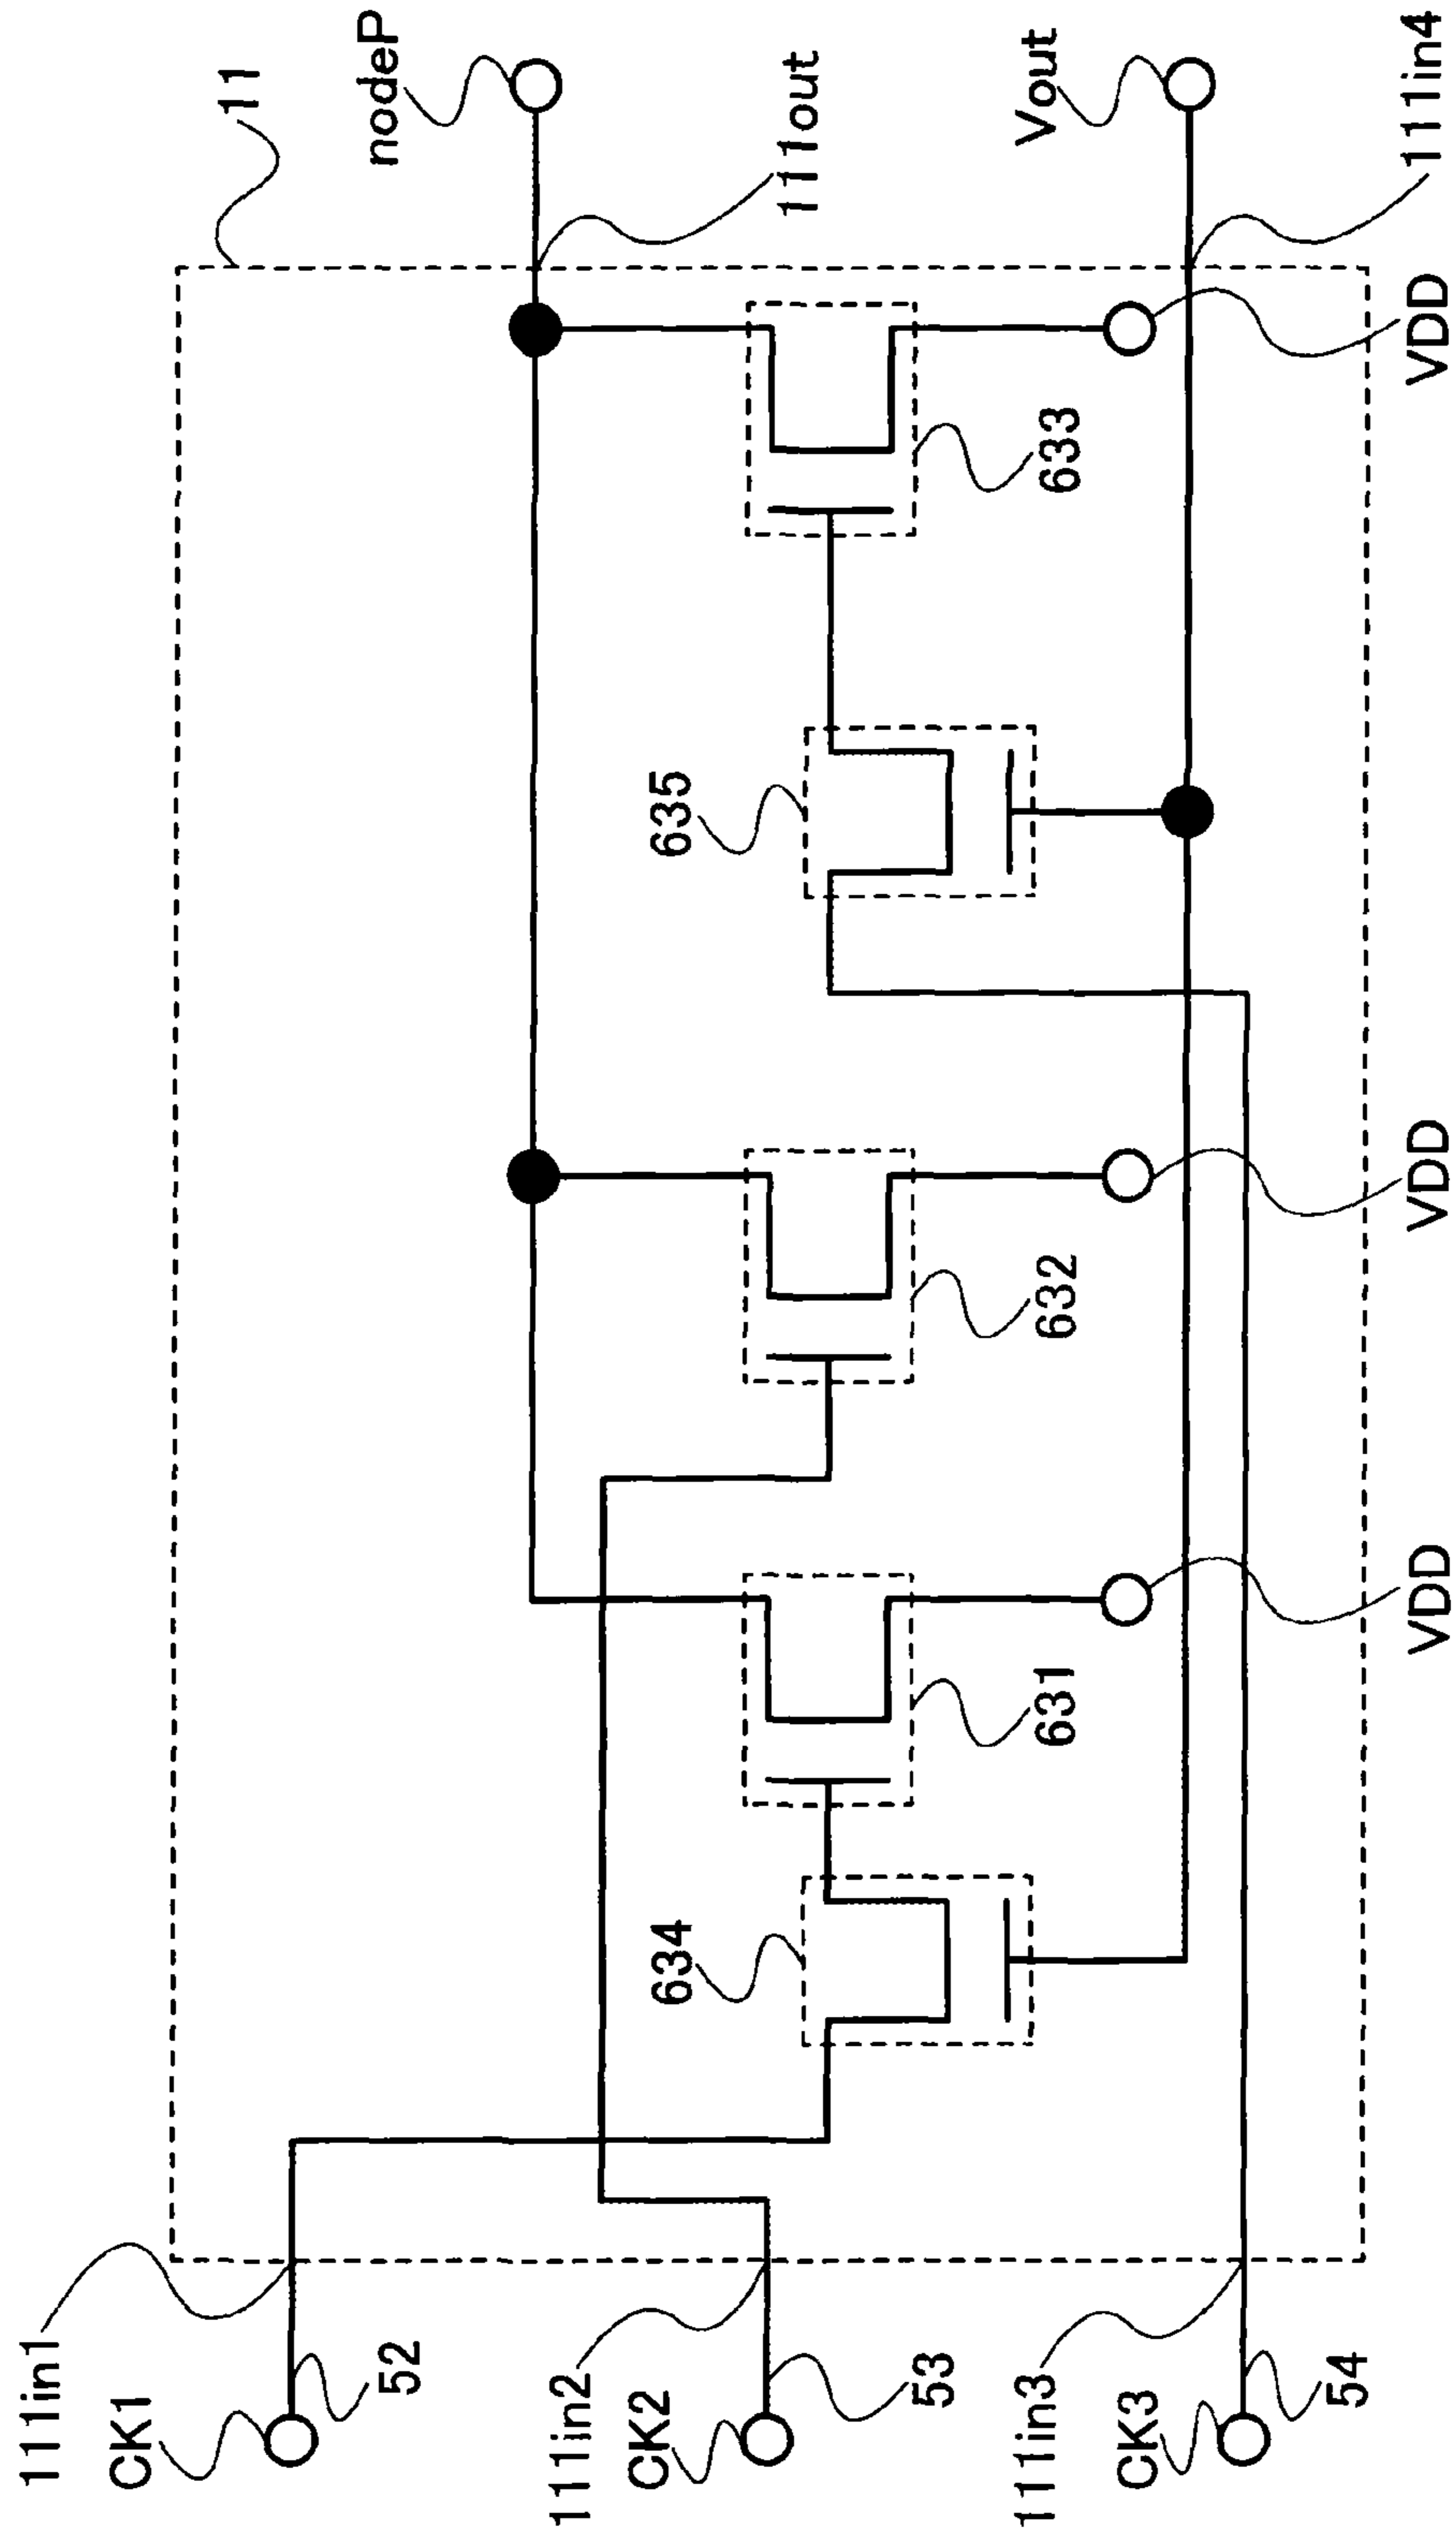 11
nodeP
111out
Vout
111in4
633
VDD
635
632
VDD
631
VDD
634
111in1
CK1
52
111in2
CK2
53
111in3
CK3
54